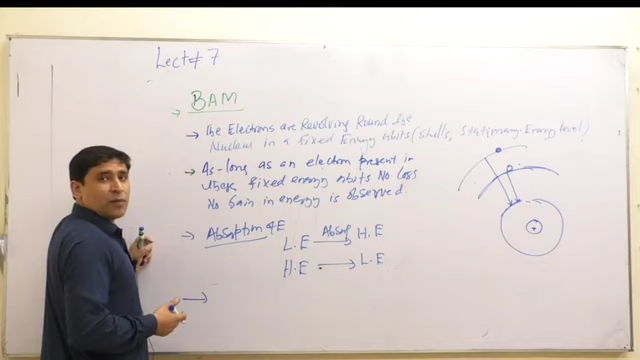 Lect# 7
BAM
→ The Electrons are Revolving Round the
Nucleus in a fixed Energy orbits (Shells, Stationary, Energy level)
→ As-long as an electron present in
these fixed energy orbits No Loss
No Gain in energy is observed.
→ Absorption of E
L.E Absorp→ H.E
H.E → L.E
→